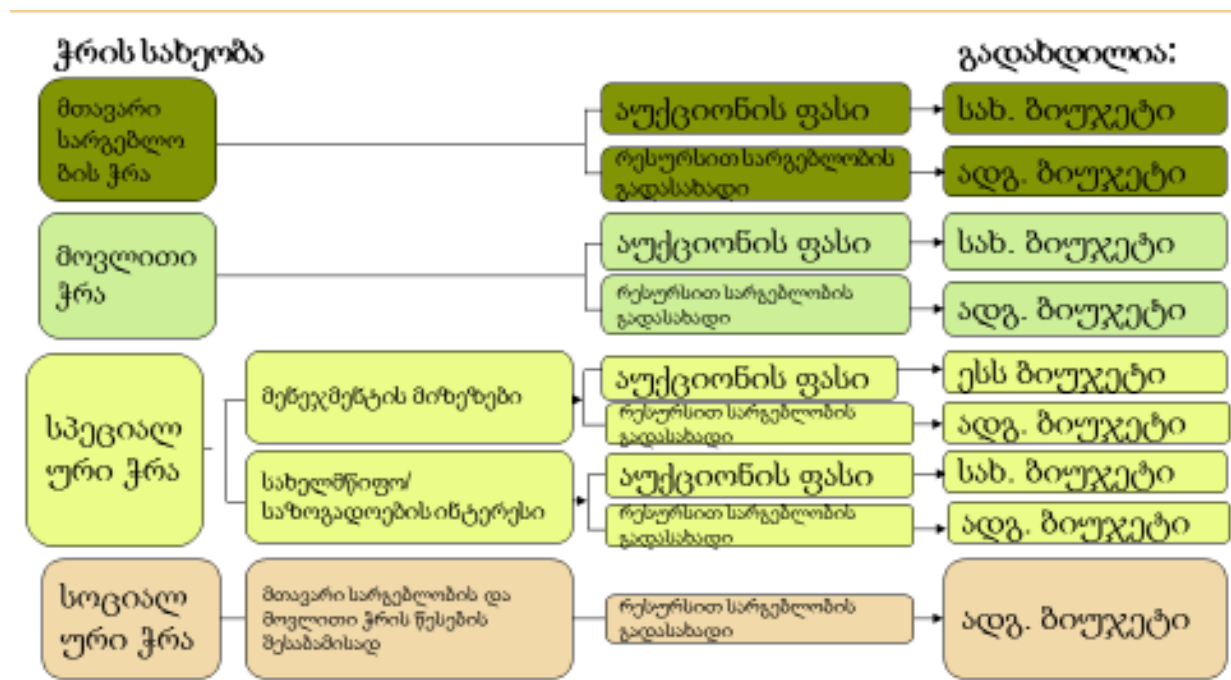 ჭრის სახეობა
გადახდილია:
მთავარი
სარგებლო
ბის ჭრა
აუქციონის ფასი
სახ. ბიუჯეტი
რესურსით სარგებლობის
გადასახადი
ადგ. ბიუჯეტი
მოვლითი
ჭრა
აუქციონის ფასი
სახ. ბიუჯეტი
რესურსით სარგებლობის
გადასახადი
ადგ. ბიუჯეტი
სპეციალ
ური ჭრა
მენეჯმენტის მიზეზები
აუქციონის ფასი
ესს ბიუჯეტი
რესურსით სარგებლობის
გადასახადი
ადგ. ბიუჯეტი
სახელმწიფო/
საზოგადოების ინტერესი
აუქციონის ფასი
სახ. ბიუჯეტი
რესურსით სარგებლობის
გადასახადი
ადგ. ბიუჯეტი
სოციალ
ური ჭრა
მთავარი სარგებლობის და
მოვლითი ჭრის წესების
შესაბამისად
რესურსით სარგებლობის
გადასახადი
ადგ. ბიუჯეტი